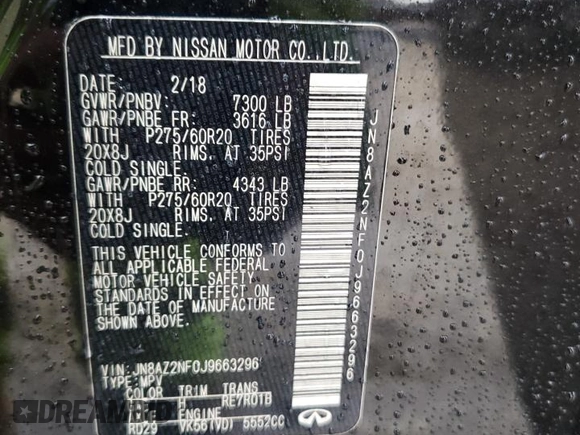 MFD BY NISSAN MOTOR CO.,LTD.
DATE: 2/18
GVWR/PNBV: 7300 LB
GAWR/PNBE FR: 3616 LB
WITH P275/60R20 TIRES
20X8J RIMS, AT 35PSI
COLD SINGLE.
GAWR/PNBE RR: 4343 LB
WITH P275/60R20 TIRES
20X8J RIMS, AT 35PSI
COLD SINGLE.
THIS VEHICLE CONFORMS TO
ALL APPLICABLE FEDERAL
MOTOR VEHICLE SAFETY
STANDARDS IN EFFECT ON
THE DATE OF MANUFACTURE
SHOWN ABOVE.
VIN: JN8AZ2NF0J9663296
TYPE: MPV
COLOR TRIM TRANS
H RE7R01B
ENGINE
RD29 VK56(VD) 5552CC
JN8AZ2NF0J9663296
INFINITI